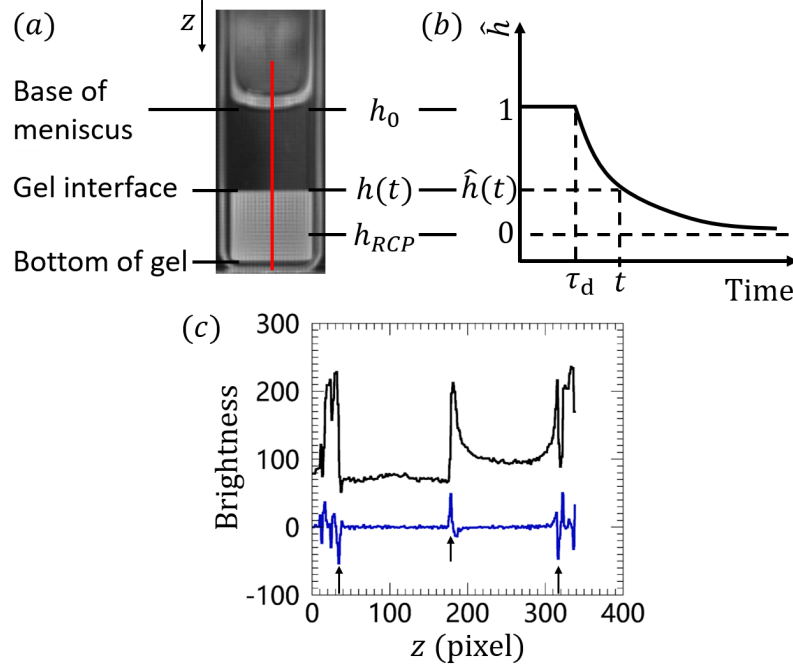 (a)
z
Base of
meniscus
h₀
Gel interface
h(t)
h_RCP
Bottom of gel
(b)
ĥ
1
ĥ(t)
0
τ_d
t
Time
(c)
300
200
100
0
-100
Brightness
0
100
200
300
400
z (pixel)